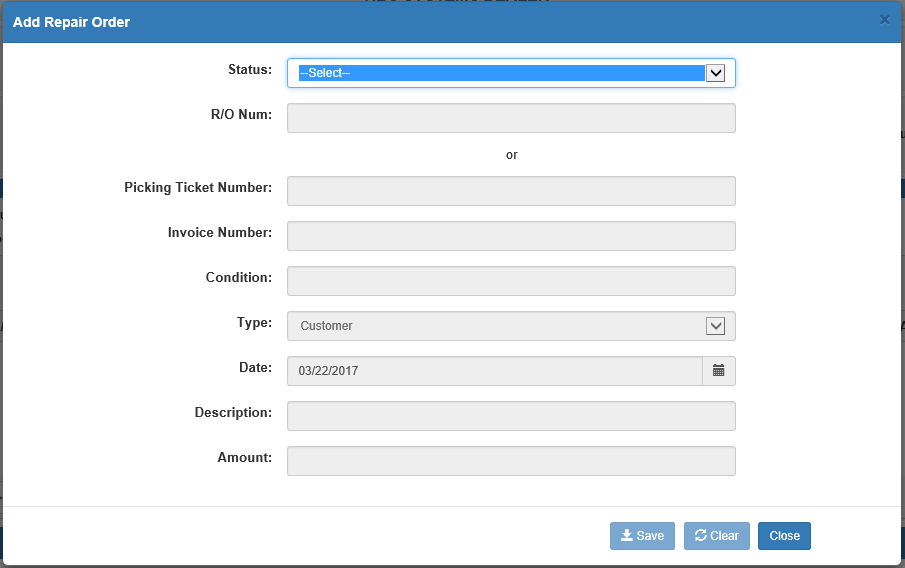 Add Repair Order ×
Status: --Select--
R/O Num:
or
Picking Ticket Number:
Invoice Number:
Condition:
Type: Customer
Date: 03/22/2017
Description:
Amount:
Save Clear Close